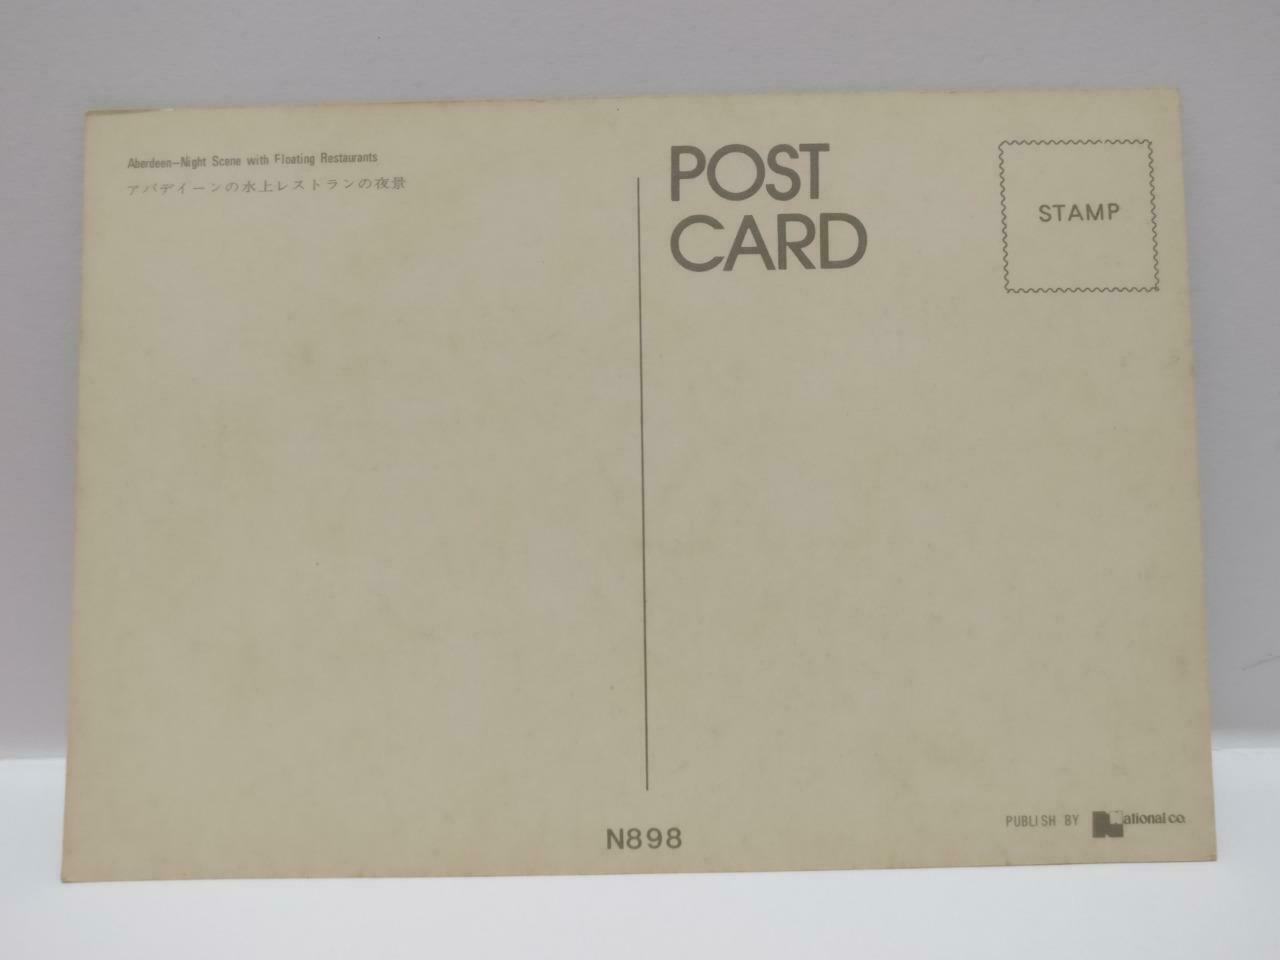 Aberdeen—Night Scene with Floating Restaurants
アバデイーンの水上レストランの夜景
POST
CARD
STAMP
N898
PUBLISH BY National co.